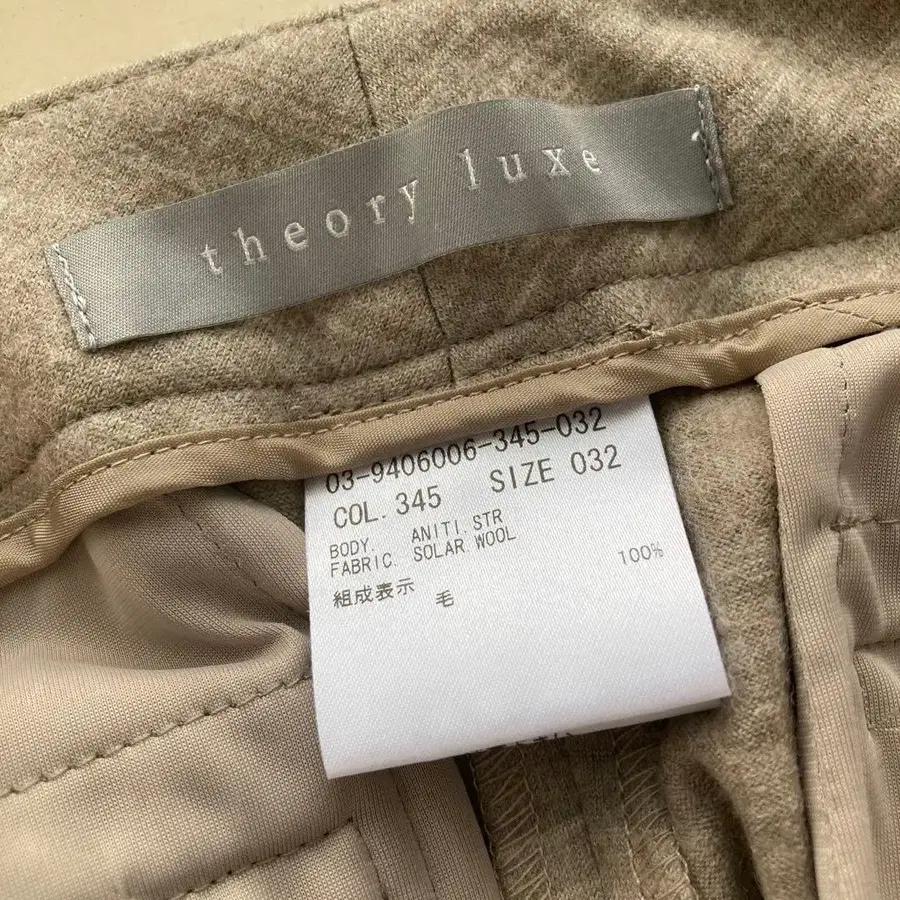 theory luxe
03-9406006-345-032
COL. 345 SIZE 032
BODY. ANITI.STR
FABRIC. SOLAR.WOOL
組成表示 毛 100%